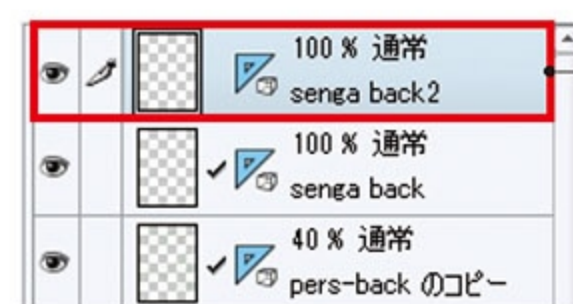 100 % 通常
senga back2
100 % 通常
senga back
40 % 通常
pers-back のコピー